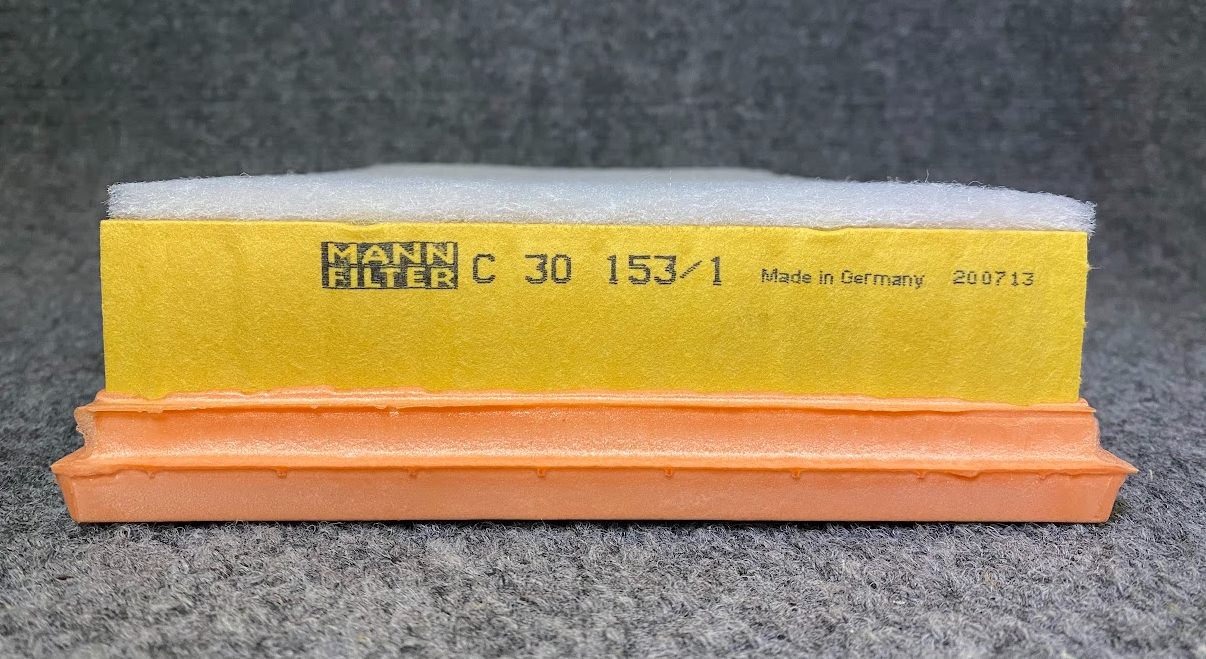 MANN
FILTER
C 30 153/1 Made in Germany 200713